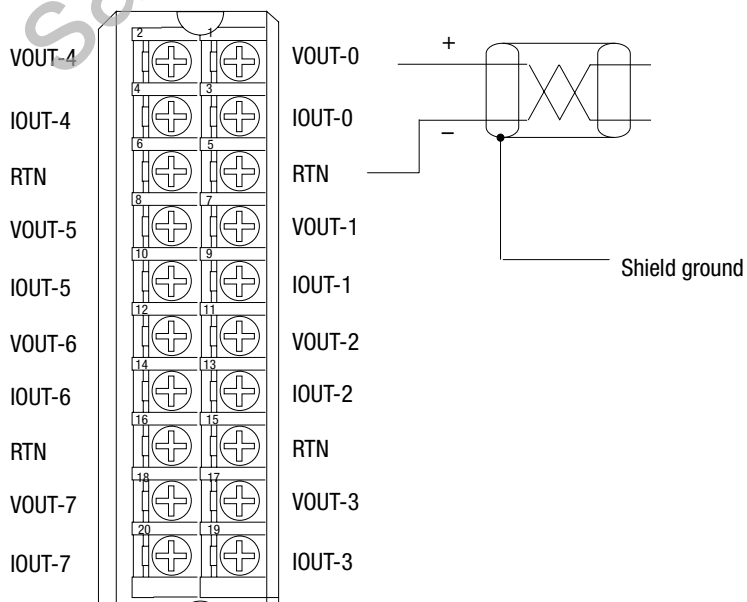 VOUT-4 2 1 VOUT-0 +
IOUT-4 4 3 IOUT-0 –
RTN 6 5 RTN
VOUT-5 8 7 VOUT-1
IOUT-5 10 9 IOUT-1 Shield ground
VOUT-6 12 11 VOUT-2
IOUT-6 14 13 IOUT-2
RTN 16 15 RTN
VOUT-7 18 17 VOUT-3
IOUT-7 20 19 IOUT-3